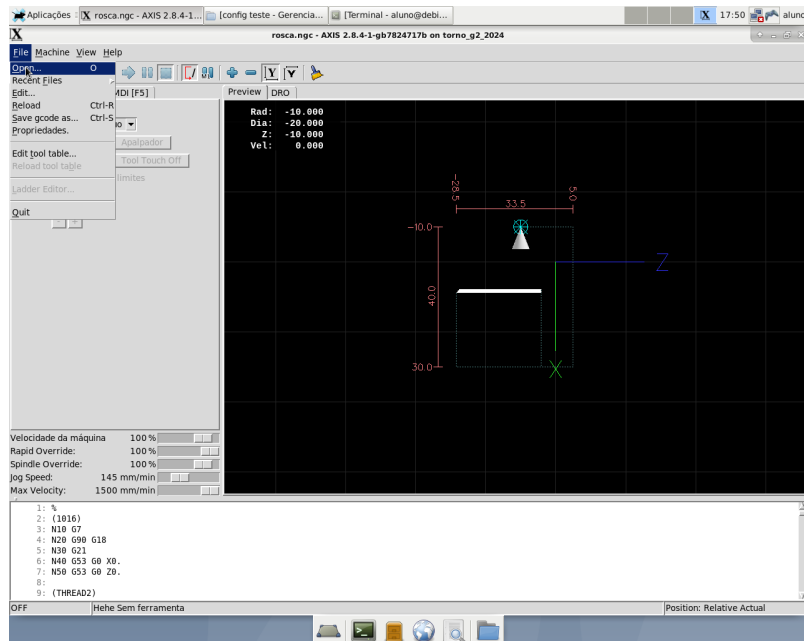 Aplicações : rosca.ngc - AXIS 2.8.4-1... [config teste - Gerencia... [Terminal - aluno@debi... 17:50 aluno
rosca.ngc - AXIS 2.8.4-1-gb7824717b on torno_g2_2024
File Machine View Help
Open... O
Recent Files
Edit...
Reload Ctrl-R
Save gcode as... Ctrl-S
Propriedades.
Edit tool table...
Reload tool table
Ladder Editor...
Quit
MDI [F5]
Apalpador
Tool Touch Off
limites
Preview DRO
Rad: -10.000
Dia: -20.000
Z: -10.000
Vel: 0.000
-28.5
33.5
5.0
-10.0
Z
40.0
30.0
X
Velocidade da máquina 100 %
Rapid Override: 100 %
Spindle Override: 100 %
Jog Speed: 145 mm/min
Max Velocity: 1500 mm/min
1: %
2: (1016)
3: N10 G7
4: N20 G90 G18
5: N30 G21
6: N40 G53 G0 X0.
7: N50 G53 G0 Z0.
8:
9: (THREAD2)
OFF Hehe Sem ferramenta Position: Relative Actual